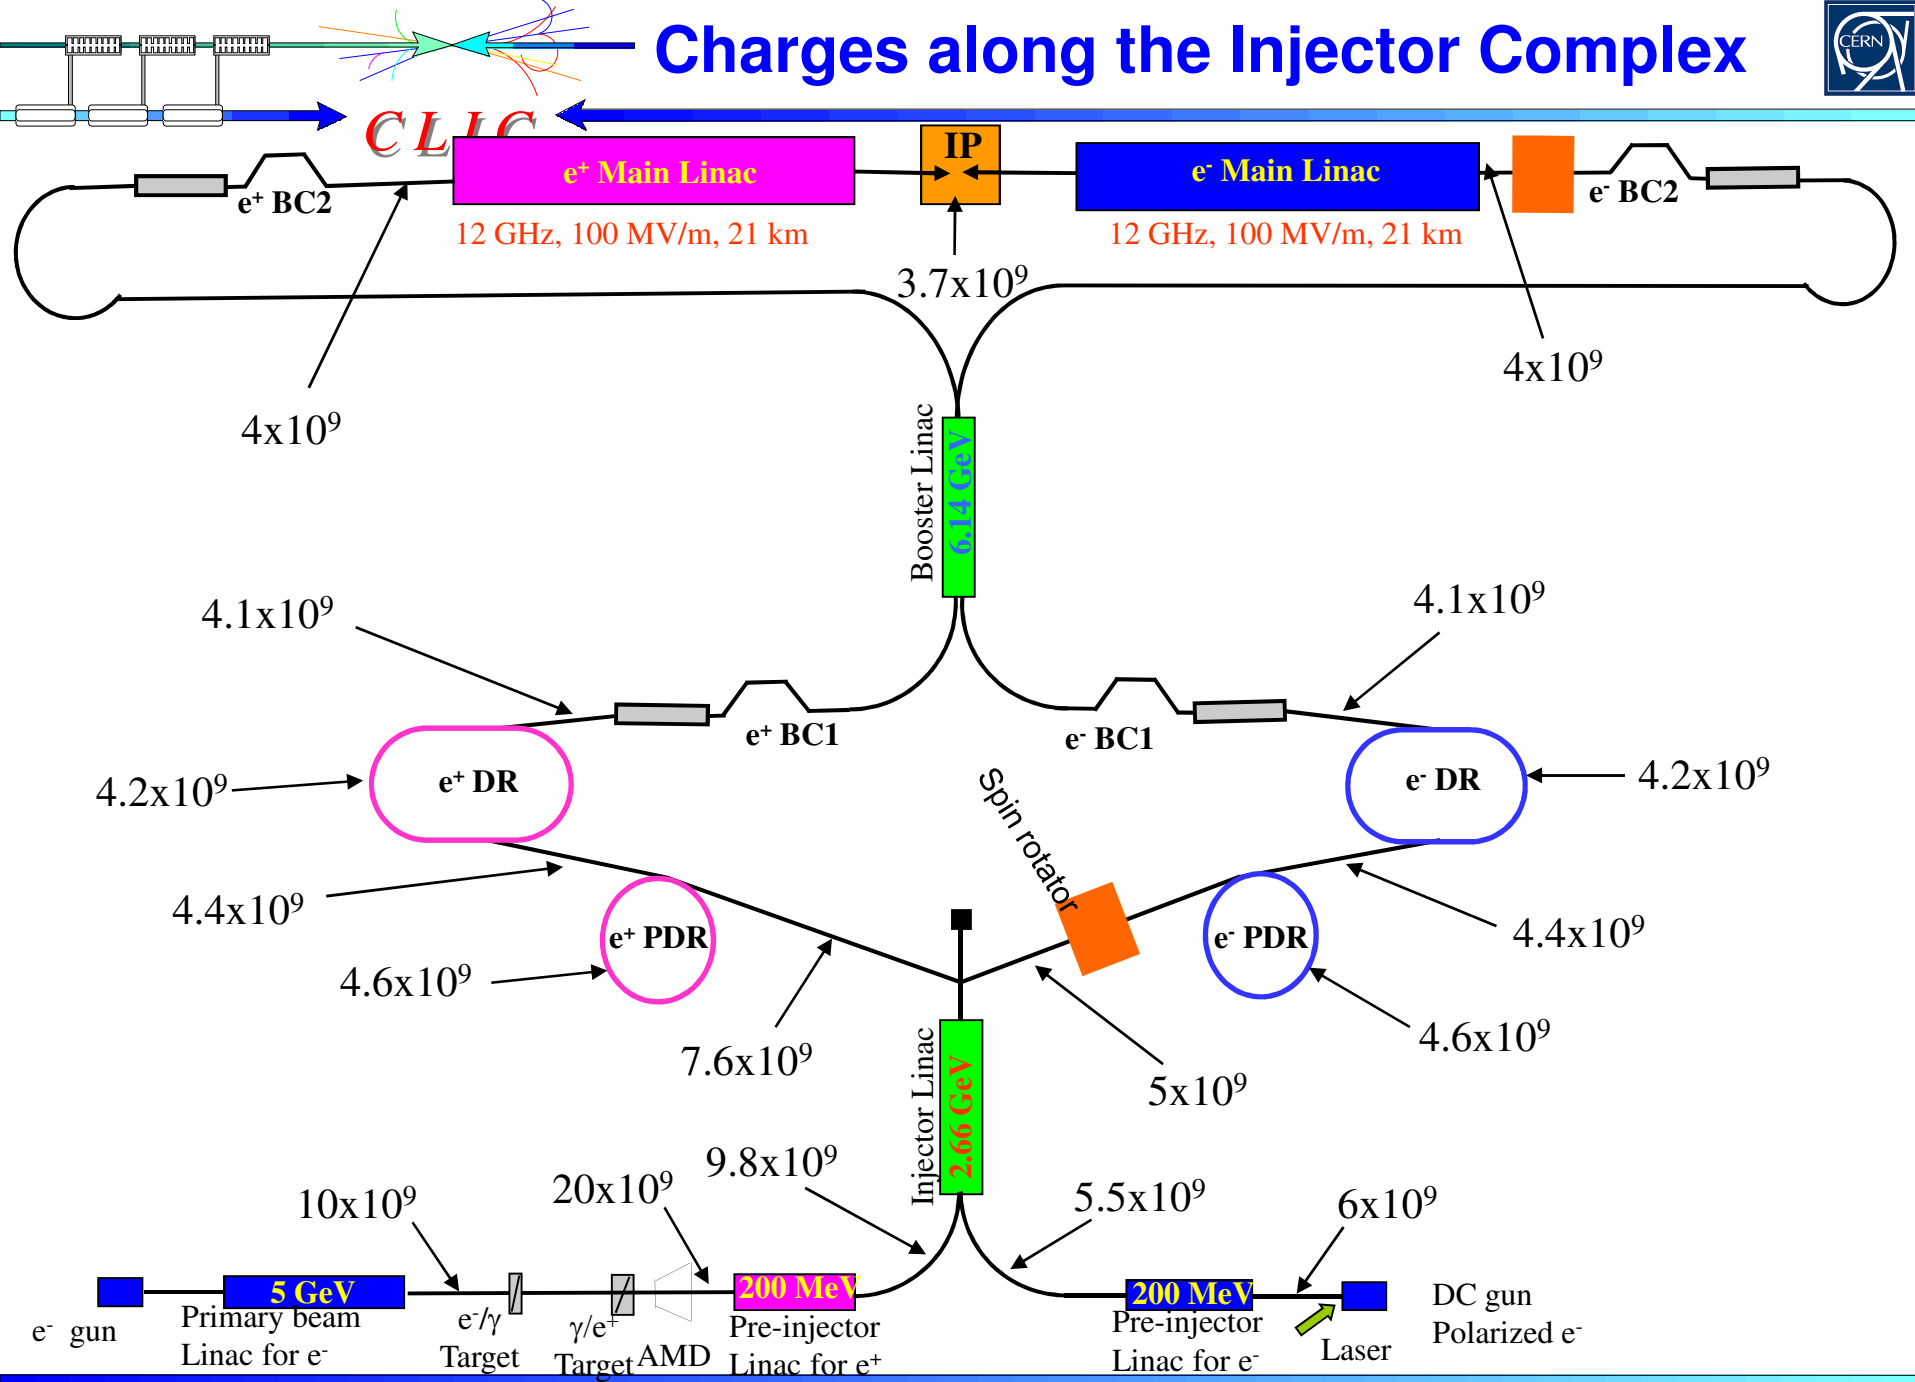 Charges along the Injector Complex
CERN
CLIC
e⁺ Main Linac
IP
e⁻ Main Linac
e⁺ BC2
e⁻ BC2
12 GHz, 100 MV/m, 21 km
12 GHz, 100 MV/m, 21 km
3.7x10⁹
4x10⁹
4x10⁹
Booster Linac
6.14 GeV
4.1x10⁹
4.1x10⁹
e⁺ BC1
e⁻ BC1
4.2x10⁹
e⁺ DR
e⁻ DR
4.2x10⁹
Spin rotator
4.4x10⁹
4.4x10⁹
e⁺ PDR
e⁻ PDR
4.6x10⁹
4.6x10⁹
7.6x10⁹
5x10⁹
Injector Linac
2.66 GeV
9.8x10⁹
20x10⁹
10x10⁹
5.5x10⁹
6x10⁹
5 GeV
200 MeV
200 MeV
e⁻ gun
Primary beam
Linac for e⁻
e⁻/γ
Target
γ/e⁺
Target
AMD
Pre-injector
Linac for e⁺
Pre-injector
Linac for e⁻
Laser
DC gun
Polarized e⁻